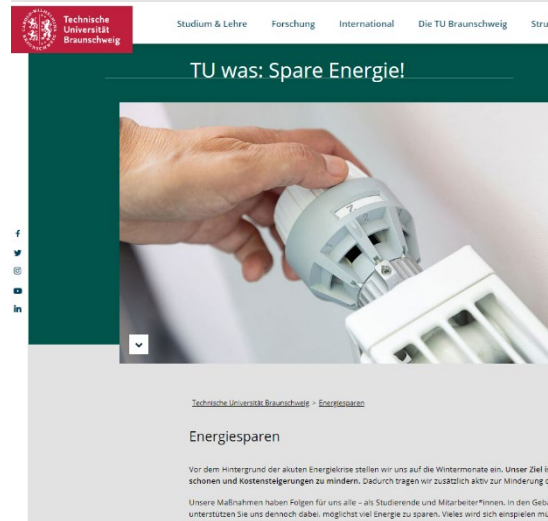 Technische
Universität
Braunschweig
Studium & Lehre Forschung International Die TU Braunschweig
TU was: Spare Energie!
Technische Universität Braunschweig > Energiesparen
Energiesparen
Vor dem Hintergrund der akuten Energiekrise stellen wir uns auf die Wintermonate ein. Unser Ziel
schonen und Kostensteigerungen zu mindern. Dadurch tragen wir zusätzlich aktiv zur Minderung
Unsere Maßnahmen haben Folgen für uns alle – als Studierende und Mitarbeiter*innen. In den
unterstützen Sie uns dennoch dabei, möglichst viel Energie zu sparen. Vieles wird sich einspielen